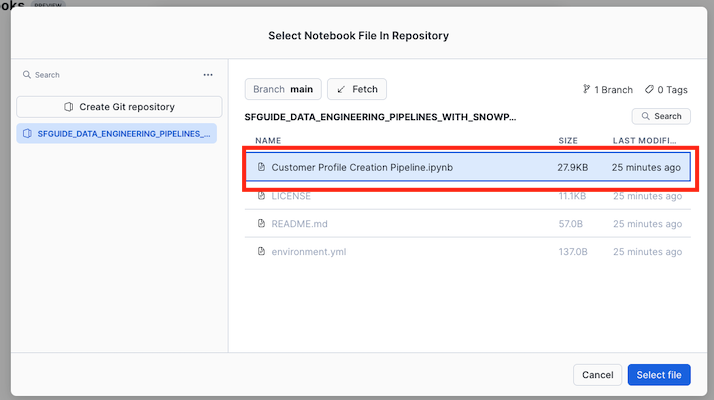 ooks PREVIEW
Select Notebook File In Repository
Search
Create Git repository
SFGUIDE_DATA_ENGINEERING_PIPELINES_...
Branch main Fetch 1 Branch 0 Tags
SFGUIDE_DATA_ENGINEERING_PIPELINES_WITH_SNOWP... Search
NAME SIZE LAST MODIFI...
Customer Profile Creation Pipeline.ipynb 27.9KB 25 minutes ago
LICENSE 11.1KB 25 minutes ago
README.md 57.0B 25 minutes ago
environment.yml 137.0B 25 minutes ago
Cancel Select file